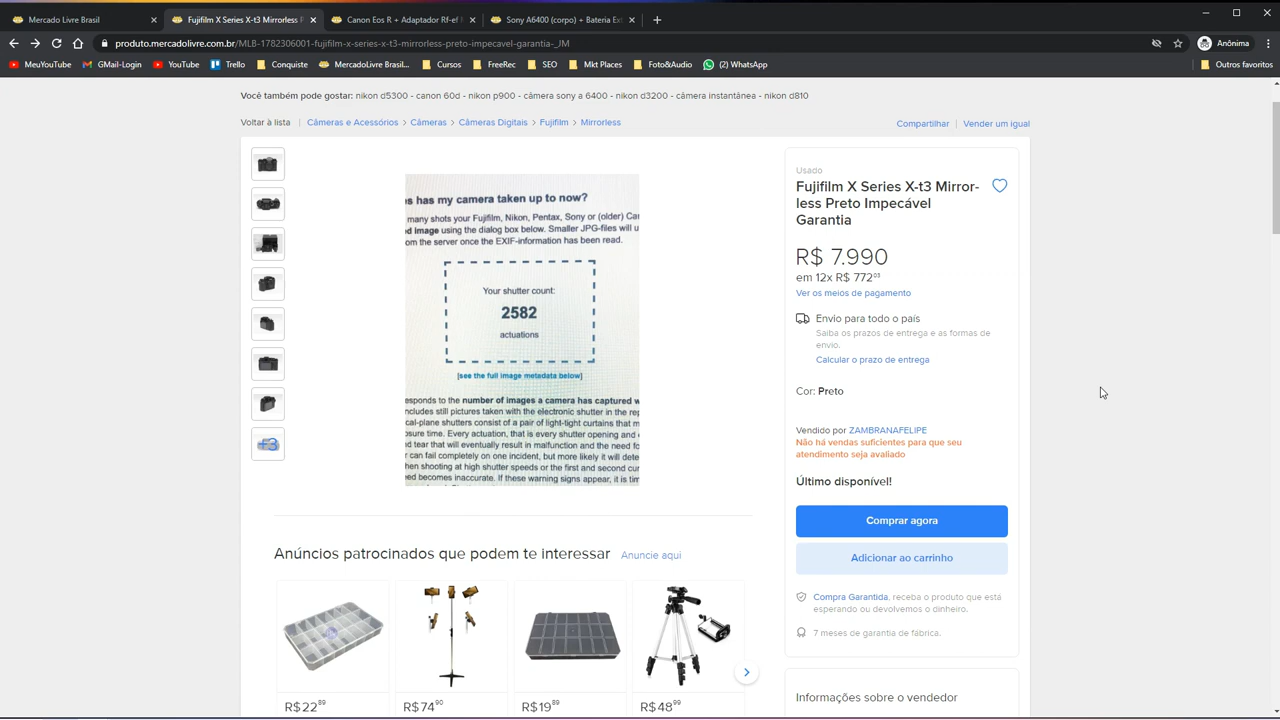 Mercado Livre Brasil
Fujifilm X Series X-t3 Mirrorless P
Canon Eos R + Adaptador Rf-ef F
Sony A6400 (corpo) + Bateria Ext
produto.mercadolivre.com.br/MLB-1782306001-fujifilm-x-series-x-t3-mirrorless-preto-impecavel-garantia-_JM
Anônima
MeuYouTube
GMail-Login
YouTube
Trello
Conquiste
MercadoLivre Brasil...
Cursos
FreeRec
SEO
Mkt Places
Foto&Audio
(2) WhatsApp
Outros favoritos
Você também pode gostar: nikon d5300 - canon 60d - nikon p900 - câmera sony a 6400 - nikon d3200 - câmera instantânea - nikon d810
Voltar à lista | Câmeras e Acessórios > Câmeras > Câmeras Digitais > Fujifilm > Mirrorless
Compartilhar | Vender um igual
+3
s has my camera taken up to now?
many shots your Fujifilm, Nikon, Pentax, Sony or (older) Can
d image using the dialog box below. Smaller JPG-files will u
om the server once the EXIF-information has been read.
Your shutter count:
2582
actuations
[see the full image metadata below]
esponds to the number of images a camera has captured w
ncludes still pictures taken with the electronic shutter in the rep
cal-plane shutters consist of a pair of light-tight curtains that m
osure time. Every actuation, that is every shutter opening and
d tear that will eventually result in malfunction and the need fo
r can fail completely on one incident, but more likely it will dete
hen shooting at high shutter speeds or the first and second cur
ed becomes inaccurate. If these warning signs appear, it is tim
Usado
Fujifilm X Series X-t3 Mirror-
less Preto Impecável
Garantia
R$ 7.990
em 12x R$ 772⁰³
Ver os meios de pagamento
Envio para todo o país
Saiba os prazos de entrega e as formas de
envio.
Calcular o prazo de entrega
Cor: Preto
Vendido por ZAMBRANAFELIPE
Não há vendas suficientes para que seu
atendimento seja avaliado
Último disponível!
Comprar agora
Adicionar ao carrinho
Compra Garantida, receba o produto que está
esperando ou devolvemos o dinheiro.
7 meses de garantia de fábrica.
Informações sobre o vendedor
Anúncios patrocinados que podem te interessar
Anuncie aqui
R$22⁸⁹
R$74⁹⁰
R$19⁸⁹
R$48⁹⁹